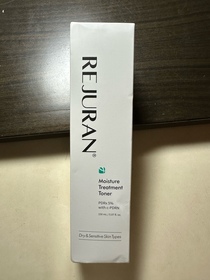 REJURAN®
Moisture
Treatment
Toner
Dry & Sensitive Skin Types